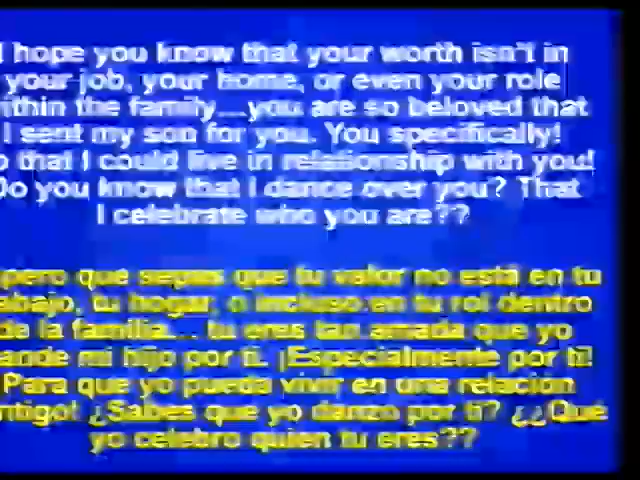 I hope you know that your worth isn't in
your job, your home, or even your role
ithin the family...you are so beloved that
I sent my son for you. You specifically!
o that I could live in relationship with you!
Do you know that I dance over you? That
I celebrate who you are??
pero que sepas que tu valor no está en tu
abajo, tu hogar, o incluso en tu rol dentro
de la familia... tu eres tan amada que yo
ande mi hijo por ti. ¡Especialmente por ti!
Para que yo pueda vivir en una relación
ntigo! ¿Sabes que yo danzo por ti? ¿¿Qué
yo celebro quien tu eres??